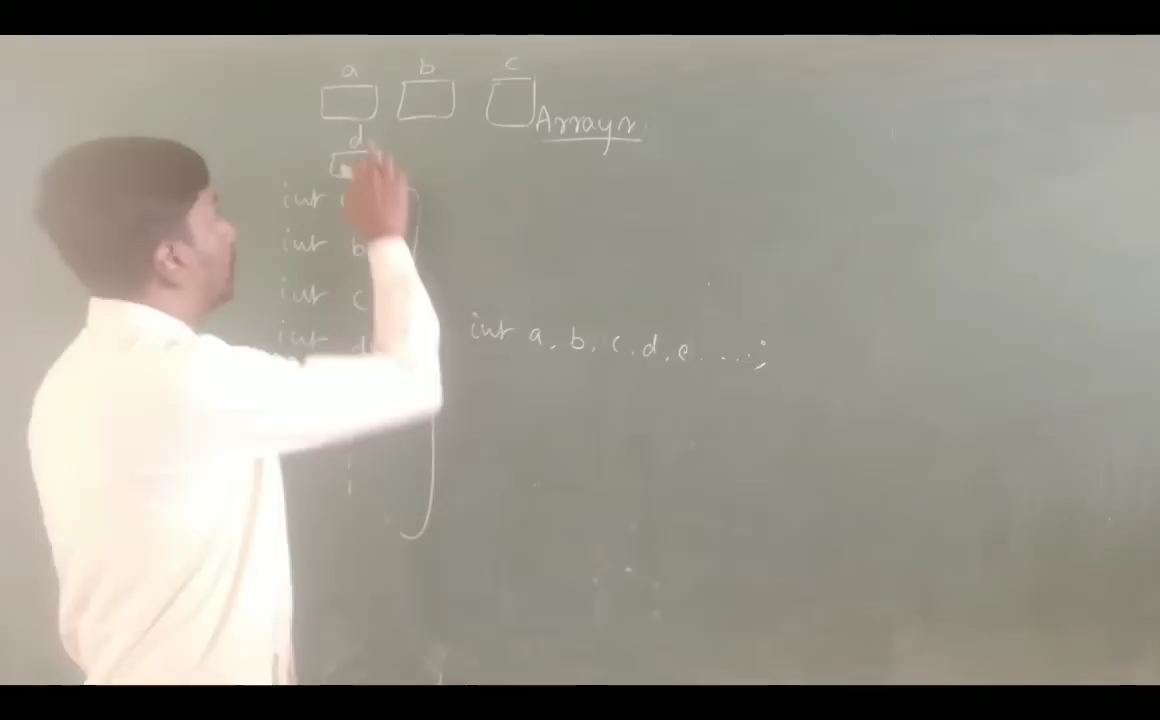 a b c
Arrays
d
int
int b
int c
int d
int a, b, c, d, e ....;